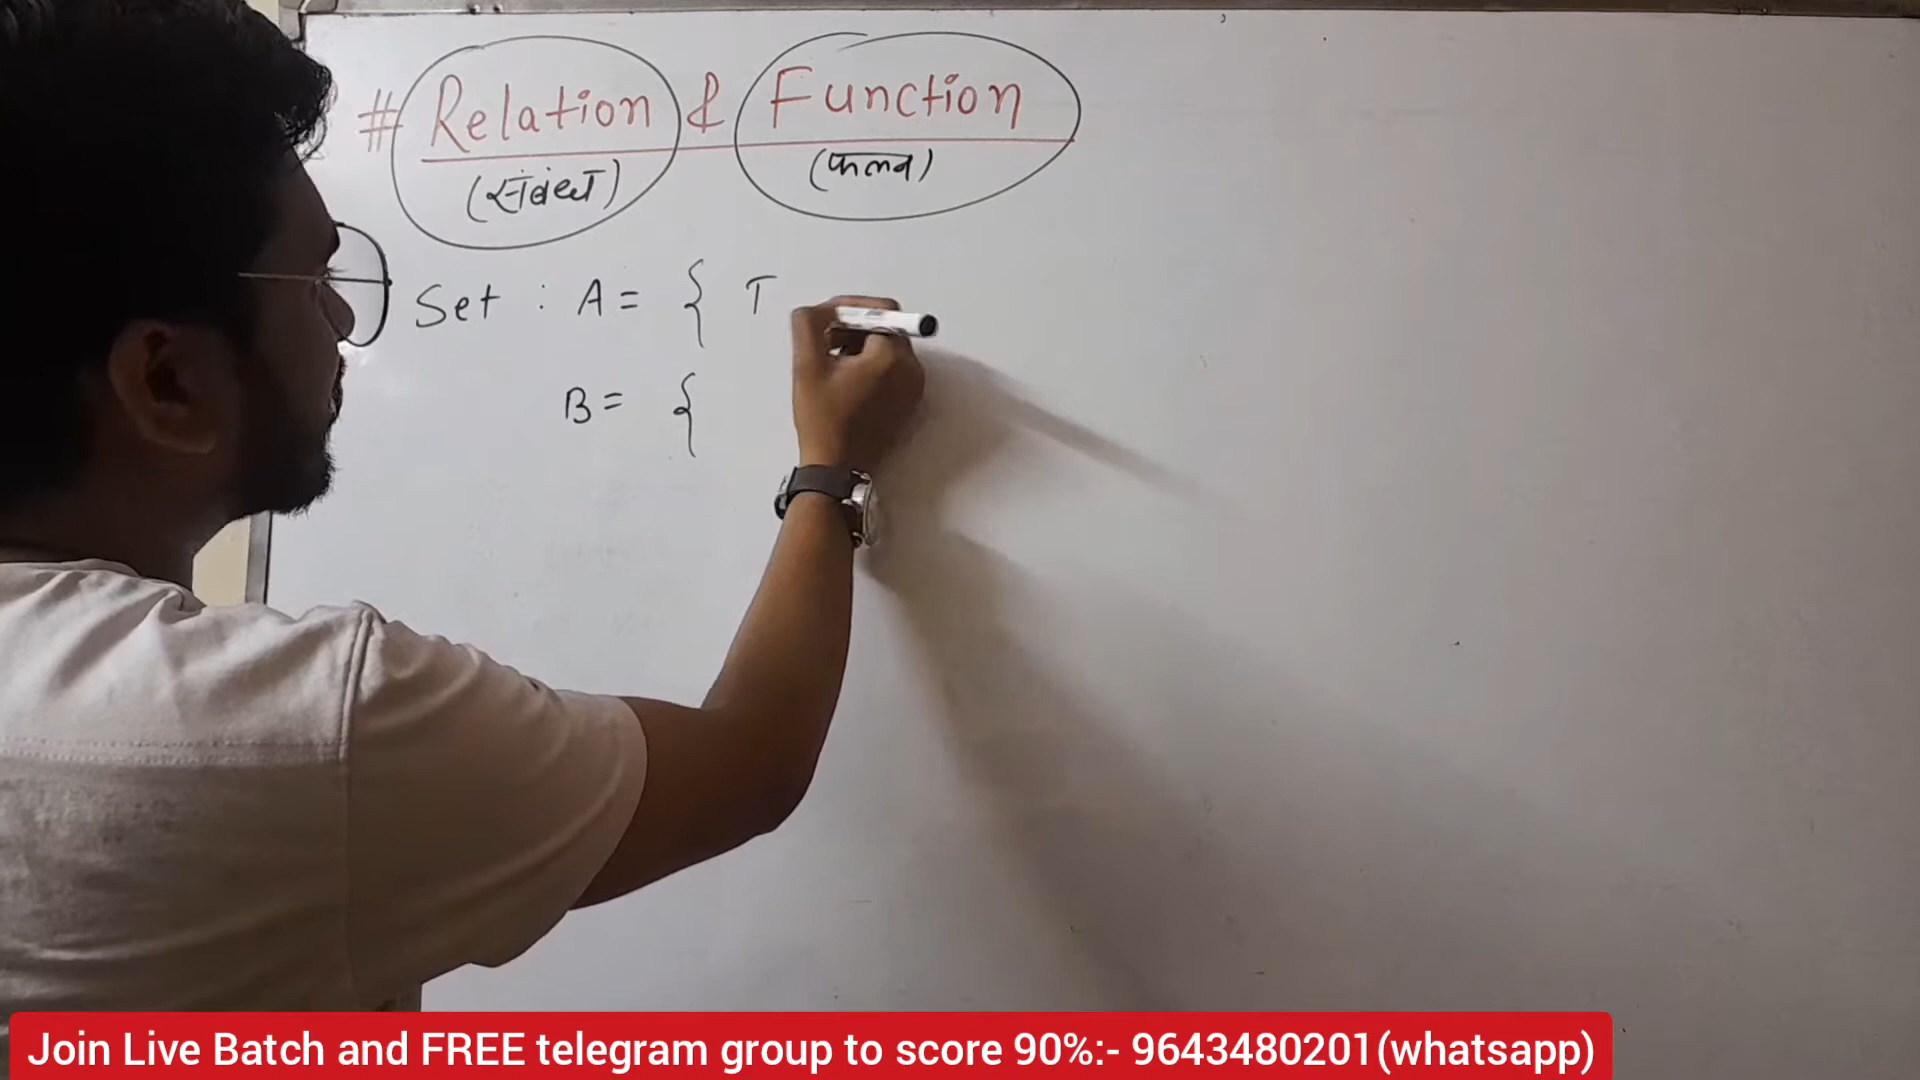 # Relation & Function
(संबंध) (फलन)
Set : A = { T
B = {
Join Live Batch and FREE telegram group to score 90%:- 9643480201(whatsapp)